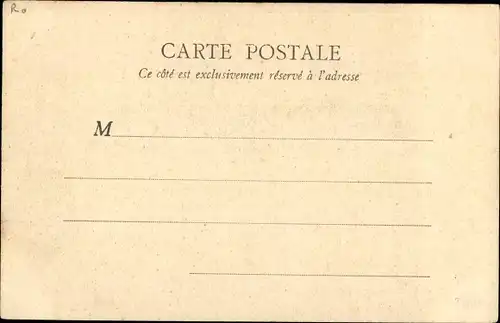 CARTE POSTALE
Ce côté est exclusivement réservé à l'adresse
M